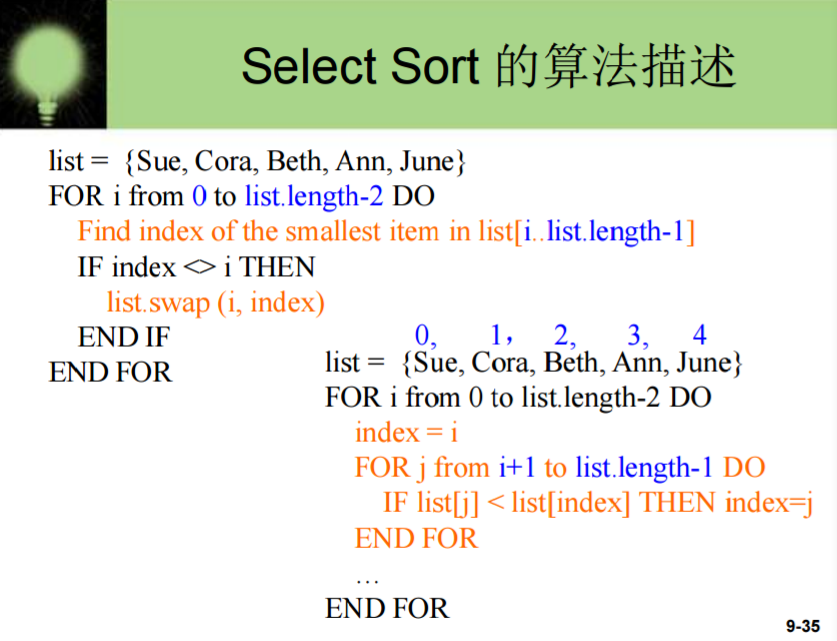 Select Sort 的算法描述
list = {Sue, Cora, Beth, Ann, June}
FOR i from 0 to list.length-2 DO
Find index of the smallest item in list[i..list.length-1]
IF index <> i THEN
list.swap (i, index)
END IF
END FOR
0, 1， 2, 3, 4
list = {Sue, Cora, Beth, Ann, June}
FOR i from 0 to list.length-2 DO
index = i
FOR j from i+1 to list.length-1 DO
IF list[j] < list[index] THEN index=j
END FOR
…
END FOR
9-35